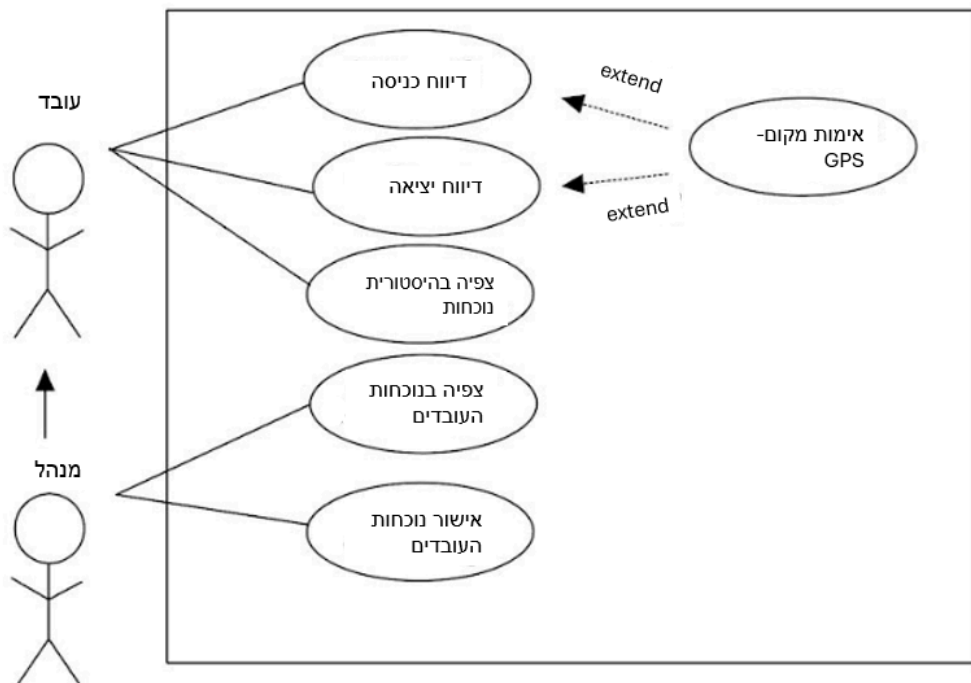 עובד
דיווח כניסה
extend
אימות מקום-
GPS
דיווח יציאה
extend
צפיה בהיסטורית
נוכחות
צפיה בנוכחות
העובדים
מנהל
אישור נוכחות
העובדים